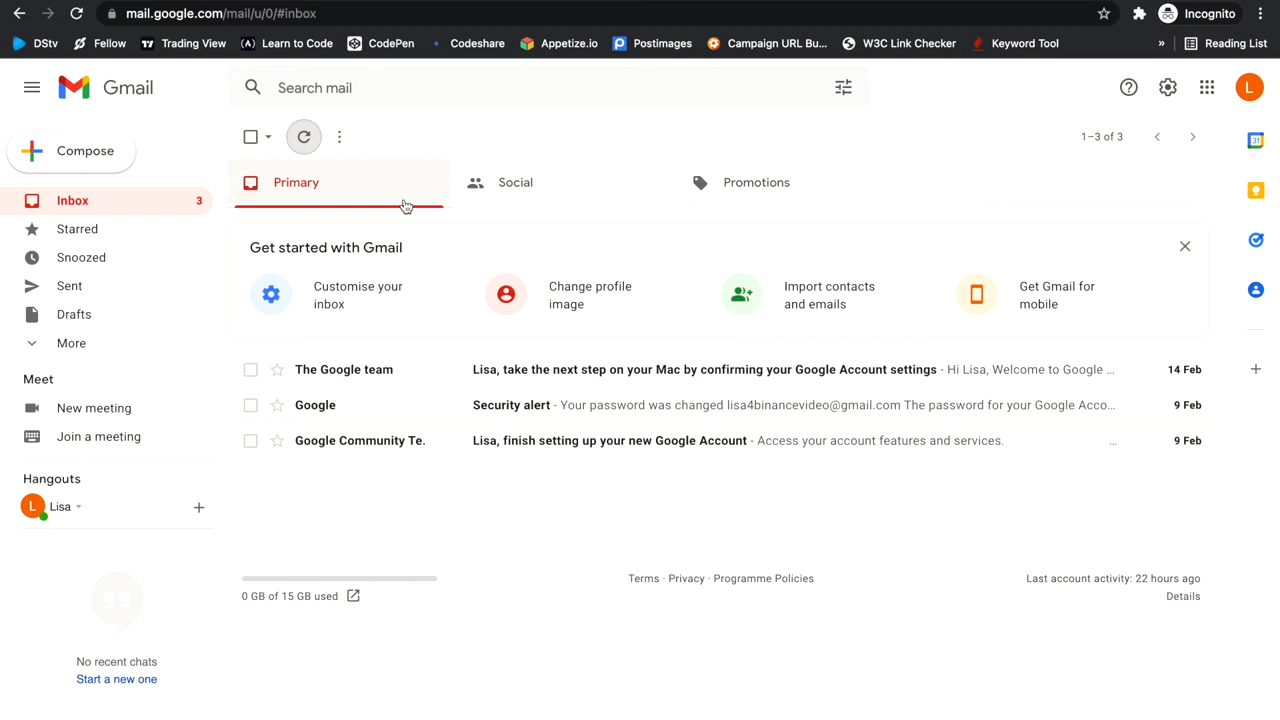 mail.google.com/mail/u/0/#inbox
Incognito
DStv
Fellow
Trading View
Learn to Code
CodePen
Codeshare
Appetize.io
Postimages
Campaign URL Bu...
W3C Link Checker
Keyword Tool
»
Reading List
Gmail
Search mail
L
Compose
1–3 of 3
31
Primary
Social
Promotions
Inbox 3
Starred
Snoozed
Sent
Drafts
More
Get started with Gmail
Customise your
inbox
Change profile
image
Import contacts
and emails
Get Gmail for
mobile
The Google team Lisa, take the next step on your Mac by confirming your Google Account settings - Hi Lisa, Welcome to Google ... 14 Feb
Google Security alert - Your password was changed lisa4binancevideo@gmail.com The password for your Google Acco... 9 Feb
Google Community Te. Lisa, finish setting up your new Google Account - Access your account features and services. ... 9 Feb
Meet
New meeting
Join a meeting
Hangouts
L Lisa
No recent chats
Start a new one
0 GB of 15 GB used
Terms · Privacy · Programme Policies
Last account activity: 22 hours ago
Details